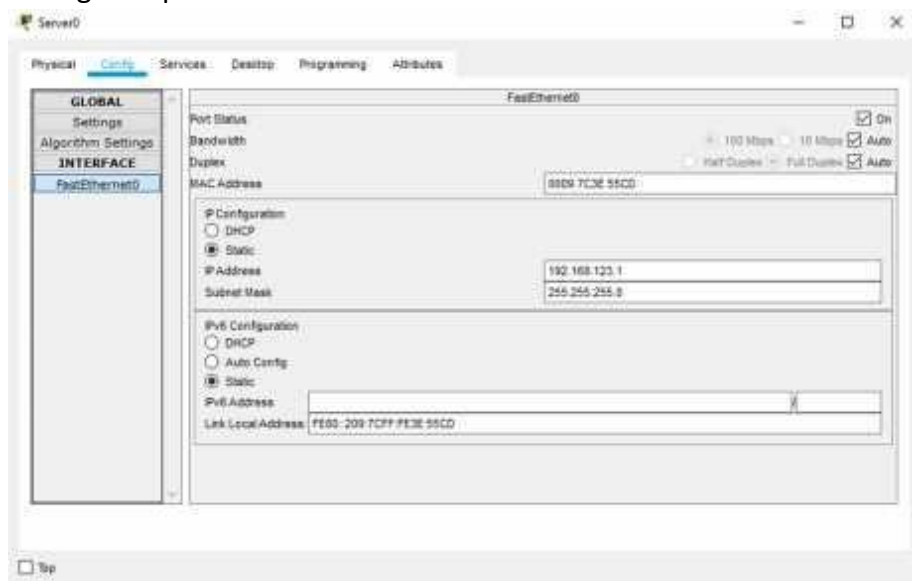 Server0
Physical Config Services Desktop Programming Attributes
GLOBAL
Settings
Algorithm Settings
INTERFACE
FastEthernet0
FastEthernet0
Port Status On
Bandwidth 100 Mbps 10 Mbps Auto
Duplex Half Duplex Full Duplex Auto
MAC Address 0009.7C3E.55CD
IP Configuration
DHCP
Static
IP Address 192.168.123.1
Subnet Mask 255.255.255.0
IPv6 Configuration
DHCP
Auto Config
Static
IPv6 Address /
Link Local Address: FE80::209:7CFF:FE3E:55CD
Top